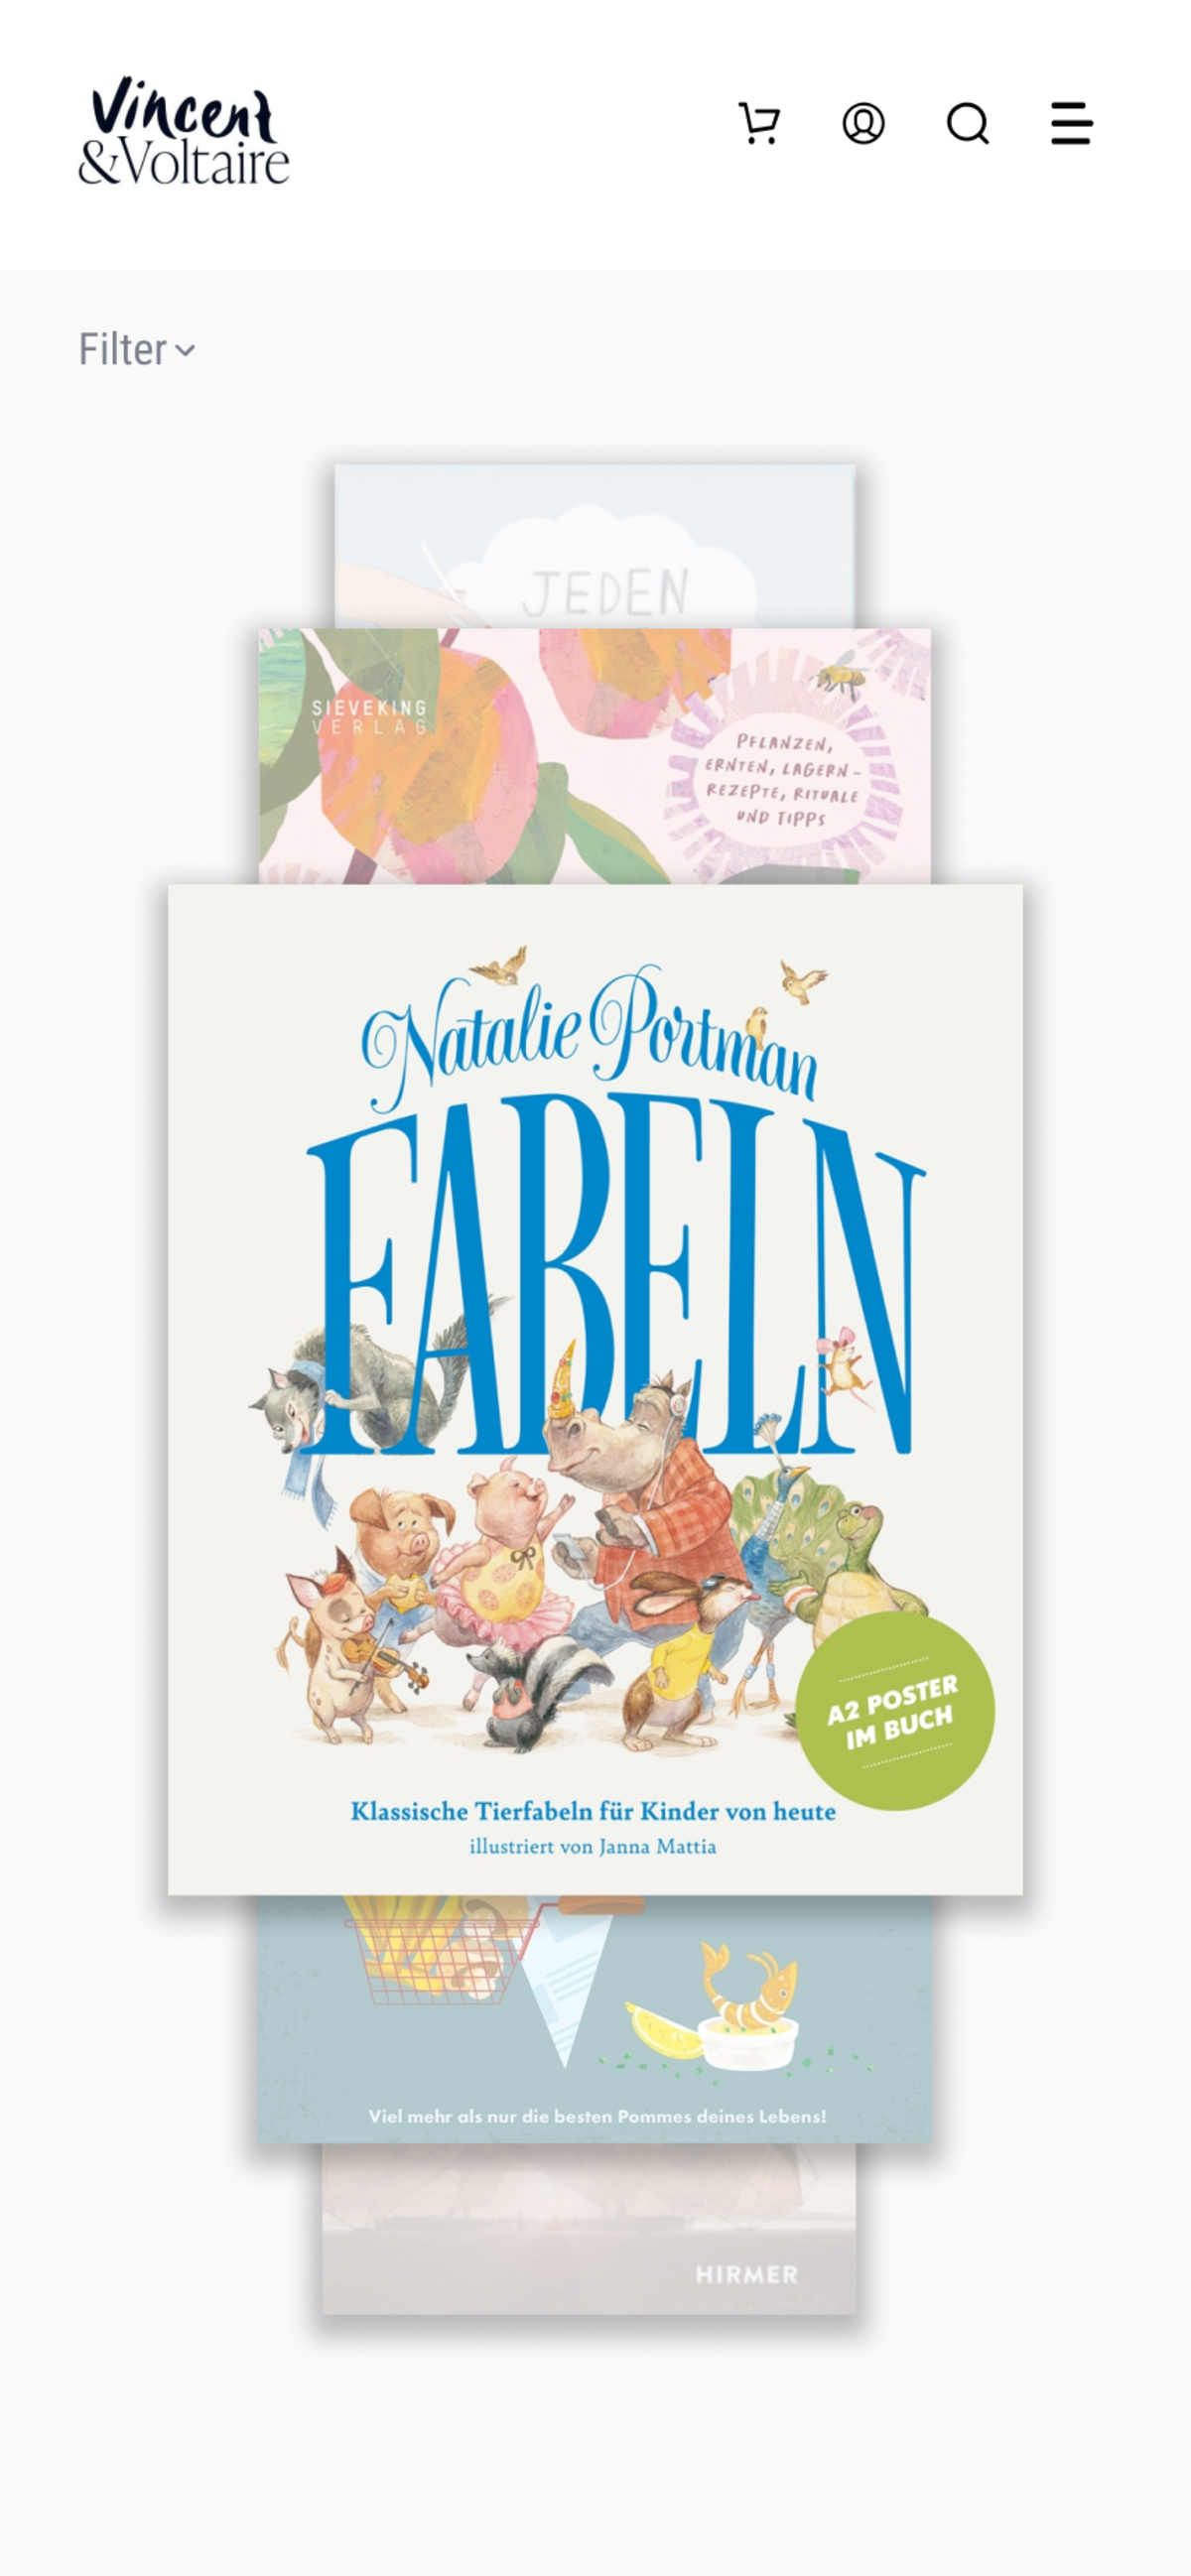 Vincent
&Voltaire
Filter
JEDEN
SIEVEKING
VERLAG
PFLANZEN,
ERNTEN, LAGERN –
REZEPTE, RITUALE
UND TIPPS
Natalie Portman
FABELN
A2 POSTER
IM BUCH
Klassische Tierfabeln für Kinder von heute
illustriert von Janna Mattia
Viel mehr als nur die besten Pommes deines Lebens!
HIRMER